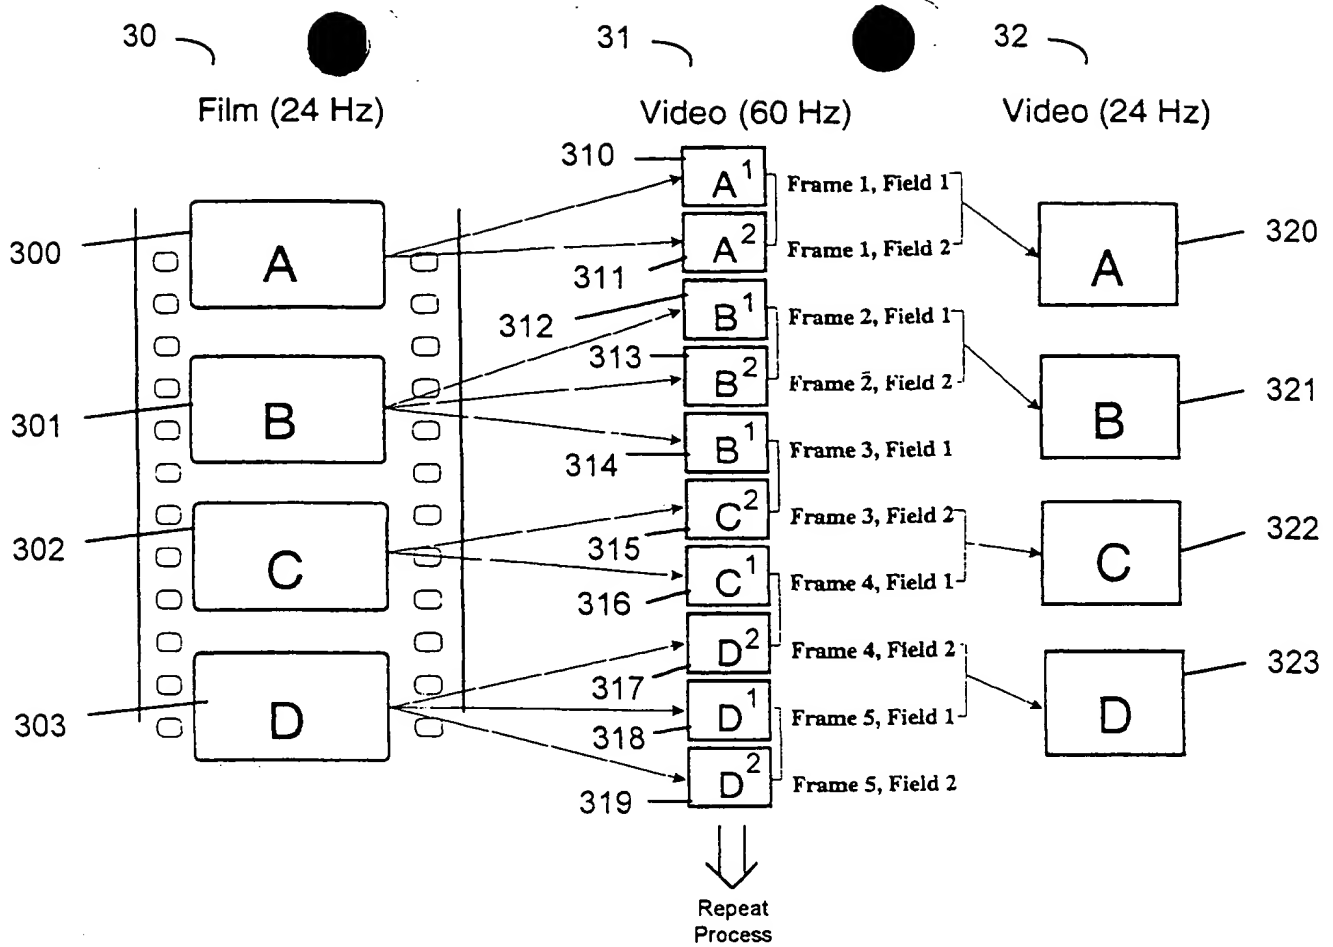 30
31
32
Film (24 Hz)
Video (60 Hz)
Video (24 Hz)
310
A1
Frame 1, Field 1
300
A
A2
Frame 1, Field 2
320
A
311
312
B1
Frame 2, Field 1
313
B2
Frame 2, Field 2
321
B
301
B
B1
Frame 3, Field 1
314
C2
Frame 3, Field 2
302
C
315
322
C
C1
Frame 4, Field 1
316
D2
Frame 4, Field 2
323
317
303
D
D1
Frame 5, Field 1
D
318
D2
Frame 5, Field 2
319
Repeat
Process